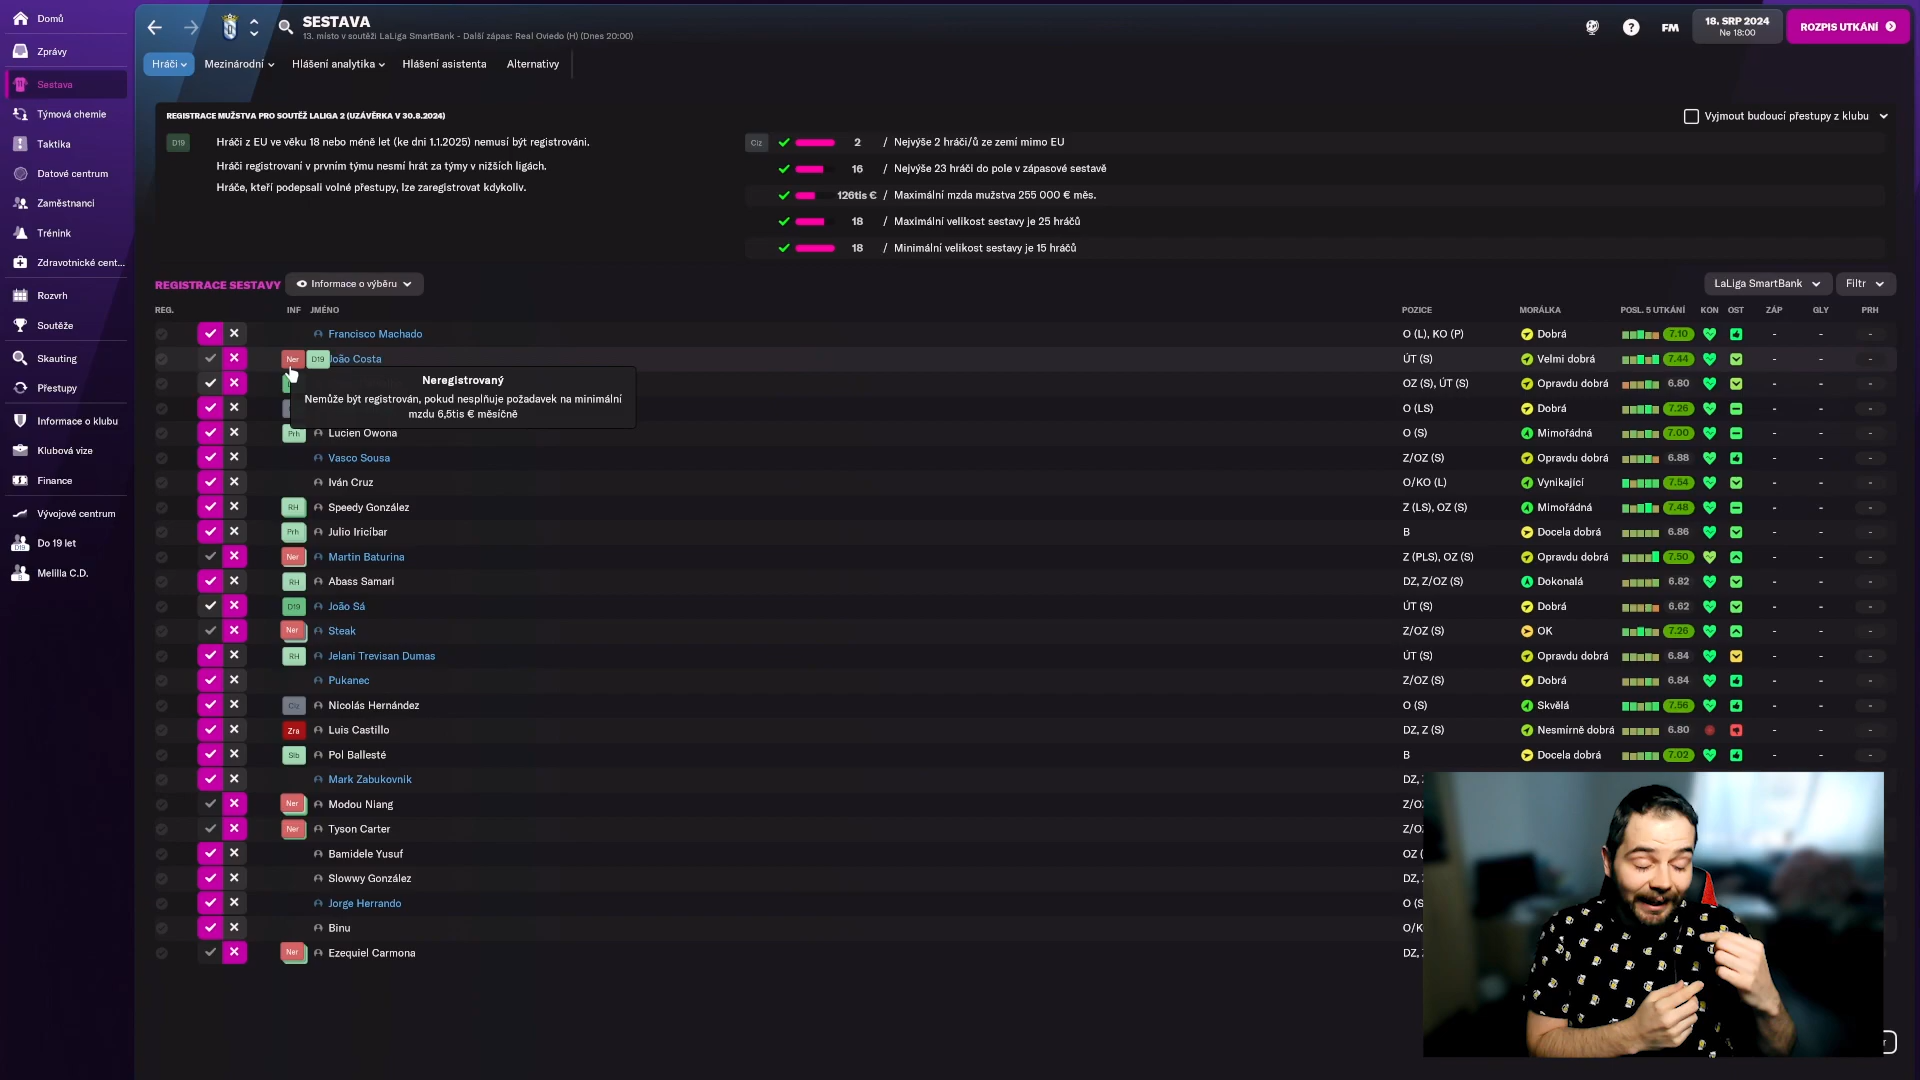 Domů
Zprávy
Sestava
Týmová chemie
Taktika
Datové centrum
Zaměstnanci
Trénink
Zdravotnické cent...
Rozvrh
Soutěže
Skauting
Přestupy
Informace o klubu
Klubová vize
Finance
Vývojové centrum
Do 19 let
Melilla C.D.
SESTAVA
13. místo v soutěži LaLiga SmartBank - Další zápas: Real Oviedo (H) (Dnes 20:00)
FM
18. SRP 2024
Ne 18:00
ROZPIS UTKÁNÍ
Hráči Mezinárodní Hlášení analytika Hlášení asistenta Alternativy
REGISTRACE MUŽSTVA PRO SOUTĚŽ LALIGA 2 (UZÁVĚRKA V 30.8.2024)
Vyjmout budoucí přestupy z klubu
D19 Hráči z EU ve věku 18 nebo méně let (ke dni 1.1.2025) nemusí být registrováni.
Hráči registrovaní v prvním týmu nesmí hrát za týmy v nižších ligách.
Hráče, kteří podepsali volné přestupy, lze zaregistrovat kdykoliv.
Ciz 2 / Nejvýše 2 hráči/ů ze zemí mimo EU
16 / Nejvýše 23 hráči do pole v zápasové sestavě
126tis € / Maximální mzda mužstva 255 000 € měs.
18 / Maximální velikost sestavy je 25 hráčů
18 / Minimální velikost sestavy je 15 hráčů
REGISTRACE SESTAVY Informace o výběru LaLiga SmartBank Filtr
REG. INF JMÉNO POZICE MORÁLKA POSL. 5 UTKÁNÍ KON OST ZÁP GLY PRH
Francisco Machado O (L), KO (P) Dobrá 7.10 - - -
Ner D19 João Costa ÚT (S) Velmi dobrá 7.44 - - -
OZ (S), ÚT (S) Opravdu dobrá 6.80 - - -
O (LS) Dobrá 7.26 - - -
Neregistrovaný
Nemůže být registrován, pokud nesplňuje požadavek na minimální
mzdu 6,5tis € měsíčně
Prh Lucien Owona O (S) Mimořádná 7.00 - - -
Vasco Sousa Z/OZ (S) Opravdu dobrá 6.88 - - -
Iván Cruz O/KO (L) Vynikající 7.54 - - -
RH Speedy González Z (LS), OZ (S) Mimořádná 7.48 - - -
Prh Julio Iricíbar B Docela dobrá 6.86 - - -
Ner Martin Baturina Z (PLS), OZ (S) Opravdu dobrá 7.50 - - -
RH Abass Samari DZ, Z/OZ (S) Dokonalá 6.82 - - -
D19 João Sá ÚT (S) Dobrá 6.62 - - -
Ner Steak Z/OZ (S) OK 7.26 - - -
RH Jelani Trevisan Dumas ÚT (S) Opravdu dobrá 6.84 - - -
Pukanec Z/OZ (S) Dobrá 6.84 - - -
Ciz Nicolás Hernández O (S) Skvělá 7.56 - - -
Zra Luis Castillo DZ, Z (S) Nesmírně dobrá 6.80 - - -
Slb Pol Ballesté B Docela dobrá 7.02 - - -
Mark Zabukovnik DZ,
Ner Modou Niang Z/O
Ner Tyson Carter Z/O
Bamidele Yusuf OZ (
Slowwy González DZ,
Jorge Herrando O (S
Binu O/K
Ner Ezequiel Carmona DZ,